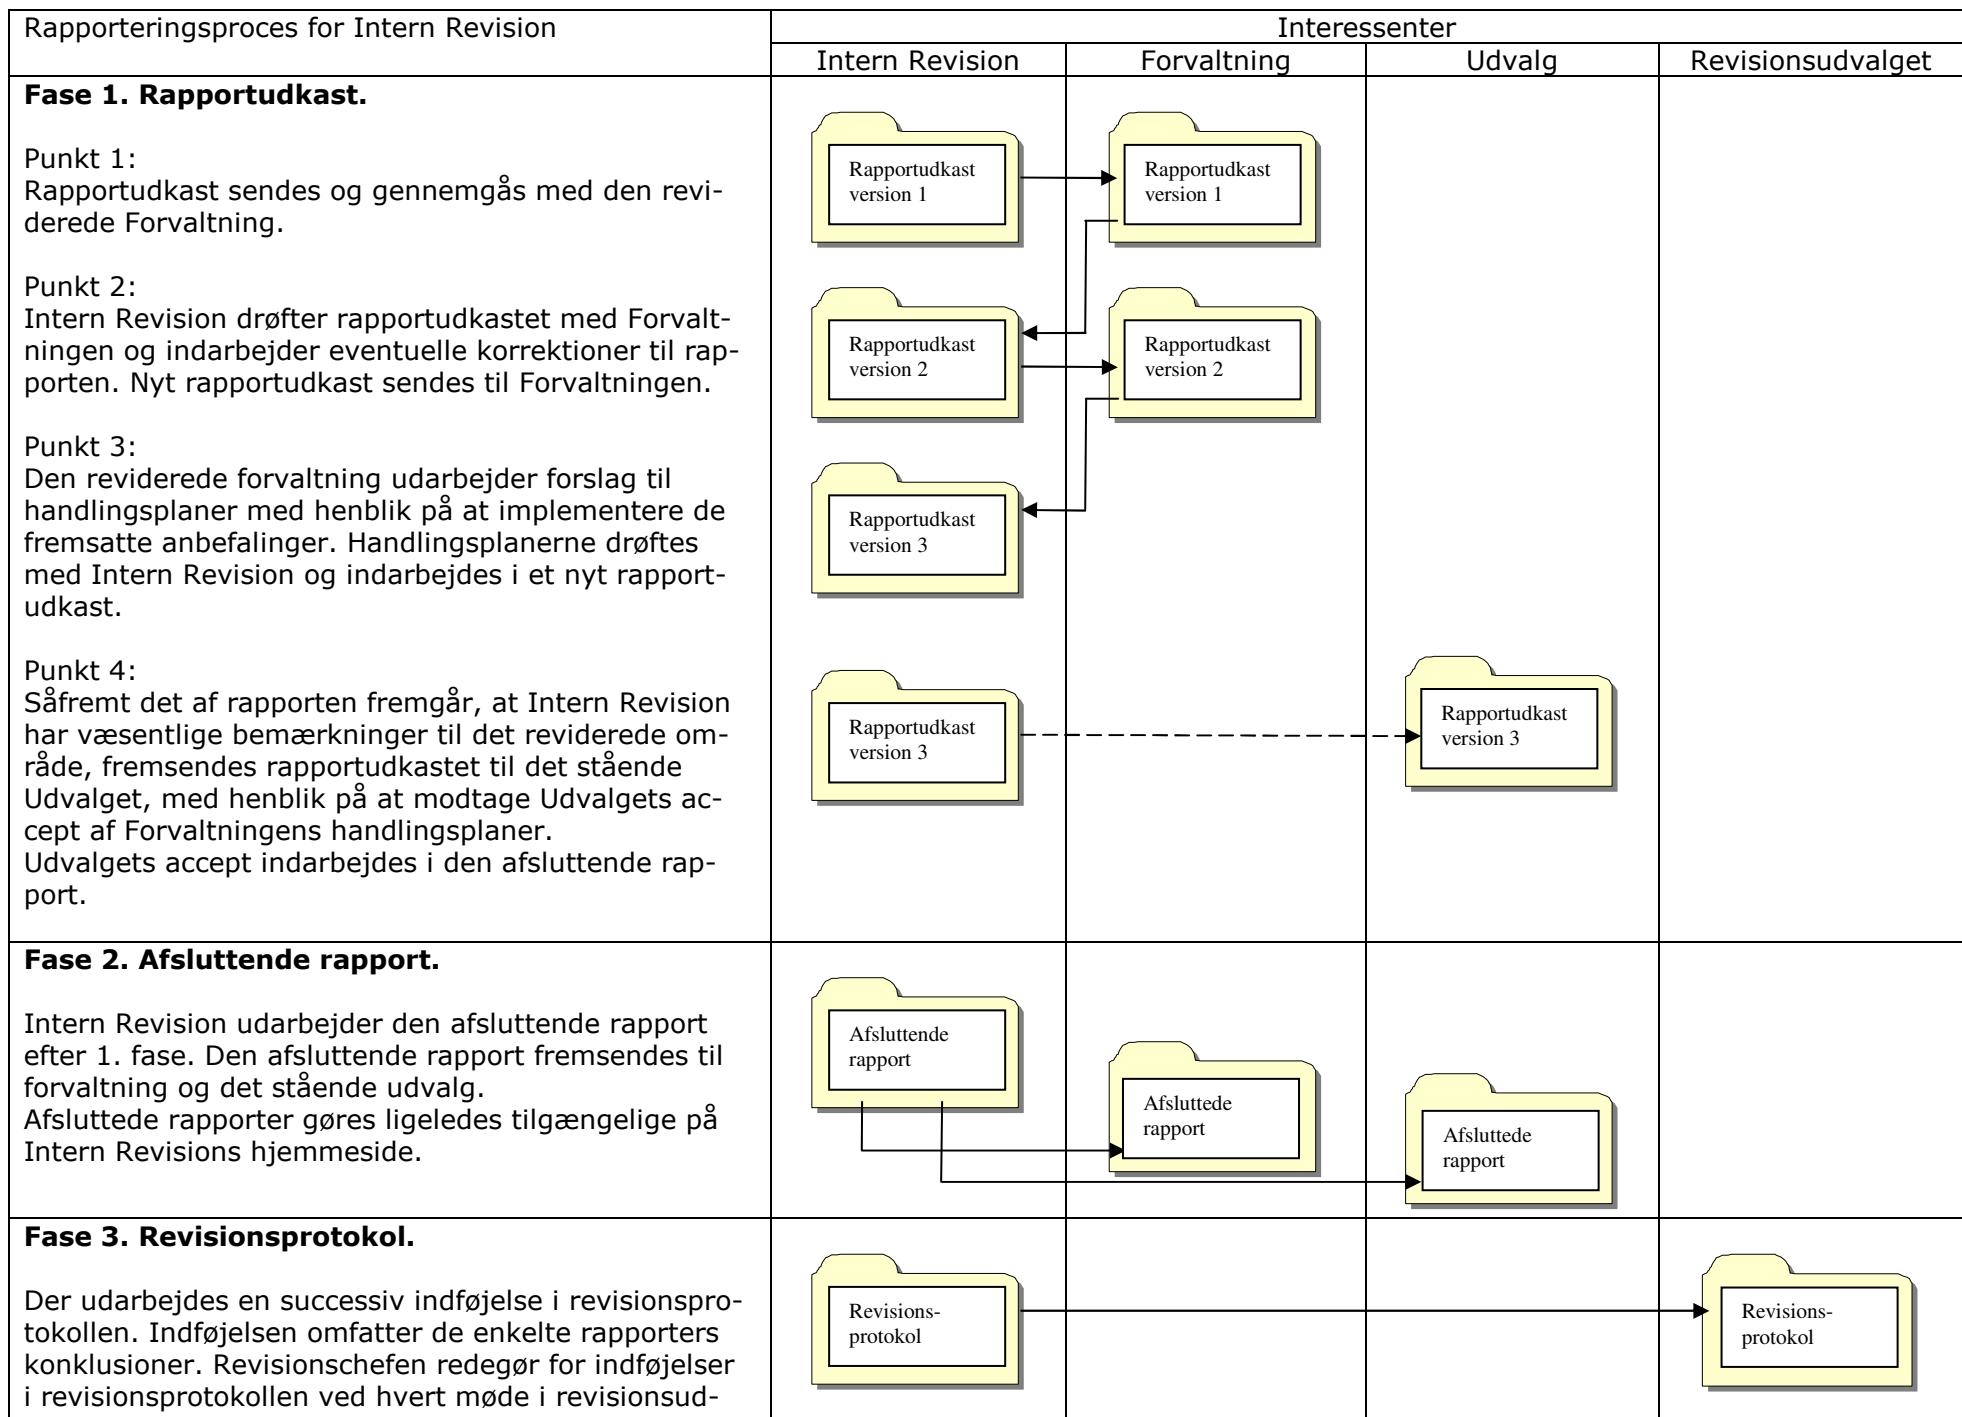 Rapporteringsproces for Intern Revision
Interessenter
Intern Revision
Forvaltning
Udvalg
Revisionsudvalget
Fase 1. Rapportudkast.
Punkt 1:
Rapportudkast sendes og gennemgås med den revi-
derede Forvaltning.
Punkt 2:
Intern Revision drøfter rapportudkastet med Forvalt-
ningen og indarbejder eventuelle korrektioner til rap-
porten. Nyt rapportudkast sendes til Forvaltningen.
Punkt 3:
Den reviderede forvaltning udarbejder forslag til
handlingsplaner med henblik på at implementere de
fremsatte anbefalinger. Handlingsplanerne drøftes
med Intern Revision og indarbejdes i et nyt rapport-
udkast.
Punkt 4:
Såfremt det af rapporten fremgår, at Intern Revision
har væsentlige bemærkninger til det reviderede om-
råde, fremsendes rapportudkastet til det stående
Udvalget, med henblik på at modtage Udvalgets ac-
cept af Forvaltningens handlingsplaner.
Udvalgets accept indarbejdes i den afsluttende rap-
port.
Rapportudkast
version 1
Rapportudkast
version 1
Rapportudkast
version 2
Rapportudkast
version 2
Rapportudkast
version 3
Rapportudkast
version 3
Rapportudkast
version 3
Fase 2. Afsluttende rapport.
Intern Revision udarbejder den afsluttende rapport
efter 1. fase. Den afsluttende rapport fremsendes til
forvaltning og det stående udvalg.
Afsluttede rapporter gøres ligeledes tilgængelige på
Intern Revisions hjemmeside.
Afsluttende
rapport
Afsluttede
rapport
Afsluttede
rapport
Fase 3. Revisionsprotokol.
Der udarbejdes en successiv indføjelse i revisionspro-
tokollen. Indføjelsen omfatter de enkelte rapporters
konklusioner. Revisionschefen redegør for indføjelser
i revisionsprotokollen ved hvert møde i revisionsud-
Revisions-
protokol
Revisions-
protokol